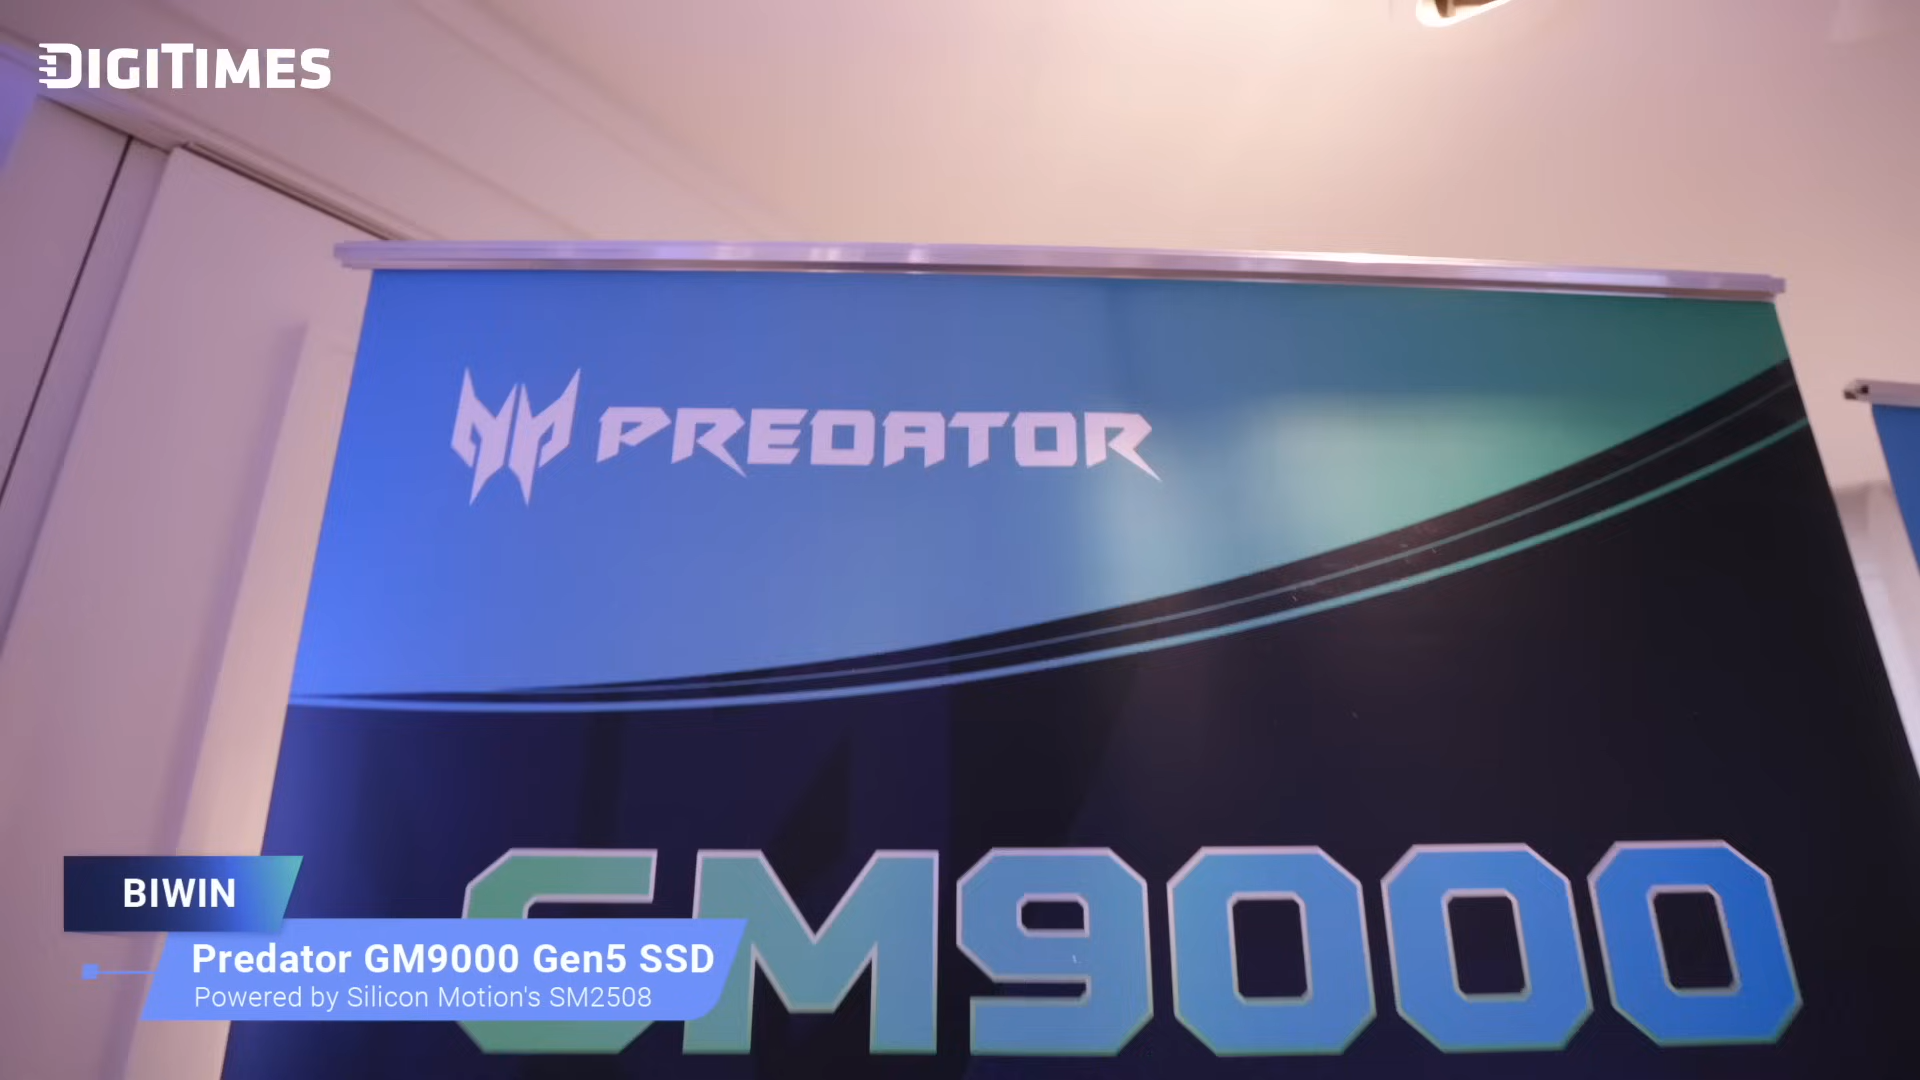 DIGITIMES
PREDATOR
GM9000
BIWIN
Predator GM9000 Gen5 SSD
Powered by Silicon Motion's SM2508